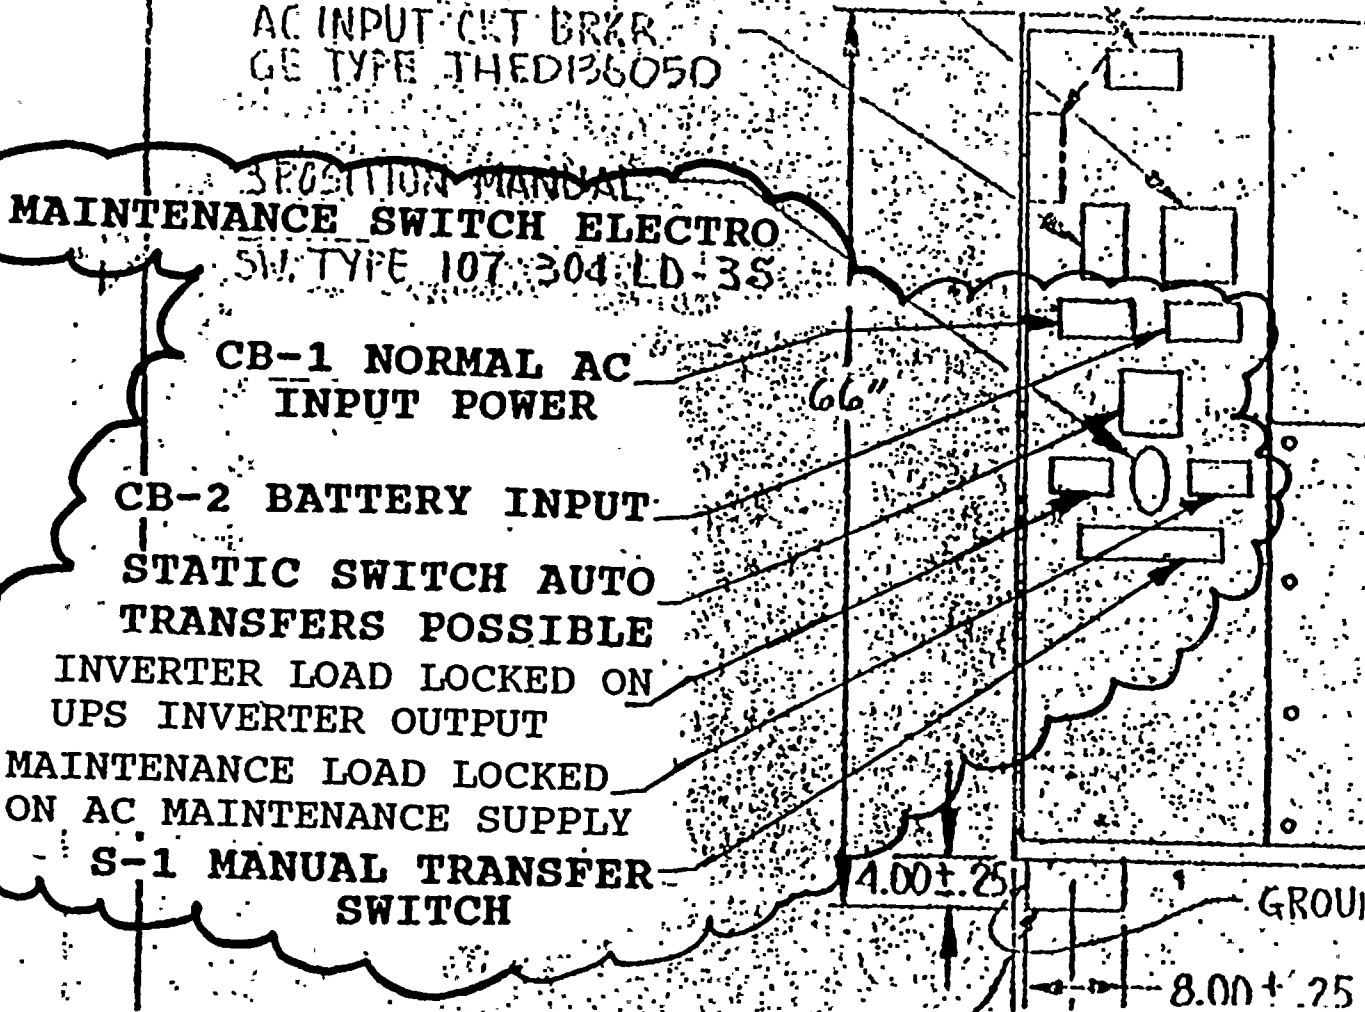 AC INPUT CKT BRKR
GE TYPE THED136050
3 POSITION MANUAL
MAINTENANCE SWITCH ELECTRO
SW. TYPE 107 304 LD-3S
CB-1 NORMAL AC
INPUT POWER
66"
CB-2 BATTERY INPUT
STATIC SWITCH AUTO
TRANSFERS POSSIBLE
INVERTER LOAD LOCKED ON
UPS INVERTER OUTPUT
MAINTENANCE LOAD LOCKED
ON AC MAINTENANCE SUPPLY
S-1 MANUAL TRANSFER
SWITCH
4.00±.25
GROU
8.00±.25